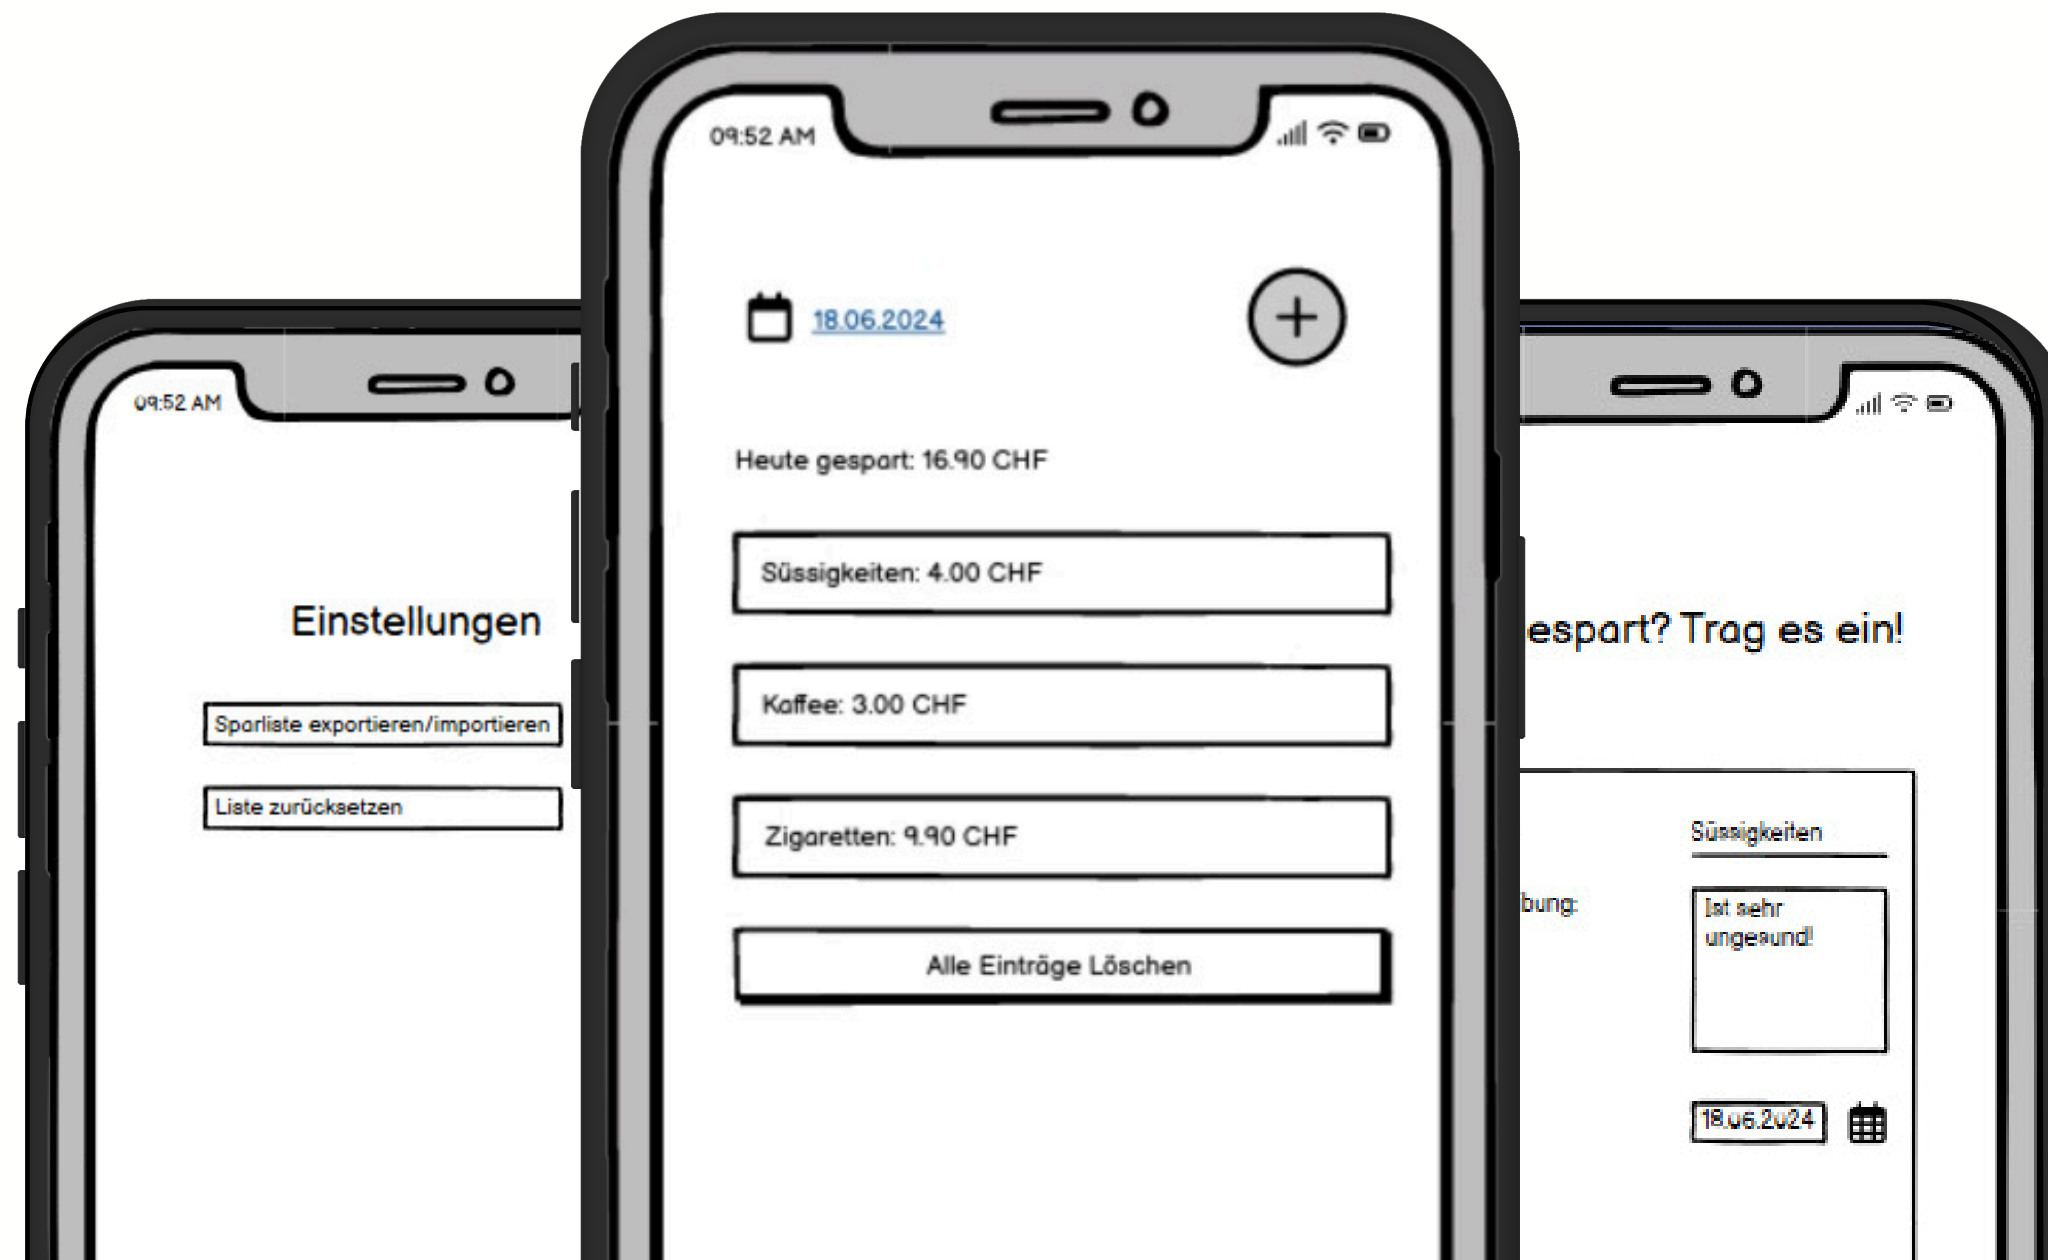 09:52 AM
Einstellungen
Sparliste exportieren/importieren
Liste zurücksetzen
09:52 AM
18.06.2024
Heute gespart: 16.90 CHF
Süssigkeiten: 4.00 CHF
Kaffee: 3.00 CHF
Zigaretten: 9.90 CHF
Alle Einträge Löschen
espart? Trag es ein!
Süssigkeiten
bung:
Ist sehr
ungesund!
18.06.2024